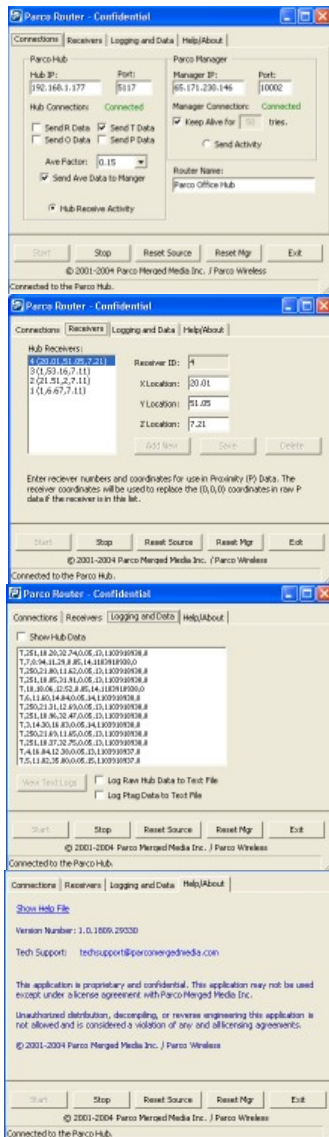 Parco Router - Confidential
Connections Receivers Logging and Data Help/About
Parco Hub
Hub IP: Port:
192.168.1.177 5117
Hub Connection: Connected
Send R Data Send T Data
Send O Data Send P Data
Ave Factor: 0.15
Send Ave Data to Manger
Hub Receive Activity
Parco Manager
Manager IP: Port:
65.171.230.146 10002
Manager Connection: Connected
Keep Alive for tries.
Send Activity
Router Name:
Parco Office Hub
Start Stop Reset Source Reset Mgr Exit
© 2001-2004 Parco Merged Media Inc. / Parco Wireless
Connected to the Parco Hub.
Parco Router - Confidential
Connections Receivers Logging and Data Help/About
Hub Receivers:
4 (20.01,51.05,7.21)
3 (1,53.16,7.11)
2 (21.51,2,7.11)
1 (1,6.67,7.11)
Receiver ID: 4
X Location: 20.01
Y Location: 51.05
Z Location: 7.21
Add New Save Delete
Enter reciever numbers and coordinates for use in Proximity (P) Data. The
receiver coordinates will be used to replace the (0,0,0) coordinates in raw P
data if the receiver is in this list.
Start Stop Reset Source Reset Mgr Exit
© 2001-2004 Parco Merged Media Inc. / Parco Wireless
Connected to the Parco Hub.
Parco Router - Confidential
Connections Receivers Logging and Data Help/About
Show Hub Data
View Text Logs
Log Raw Hub Data to Text File
Log Ptag Data to Text File
Start Stop Reset Source Reset Mgr Exit
© 2001-2004 Parco Merged Media Inc. / Parco Wireless
Connected to the Parco Hub.
Connections Receivers Logging and Data Help/About
Show Help File
Version Number: 1.0.1809.29330
Tech Support: techsupport@parcomergedmedia.com
This application is proprietary and confidential. This application may not be used
except under a license agreement with Parco Merged Media Inc.
Unauthorized distribution, decompiling, or reverse engineering this application is
not allowed and is considered a violation of any and all licensing agreements.
© 2001-2004 Parco Merged Media Inc. / Parco Wireless
Start Stop Reset Source Reset Mgr Exit
© 2001-2004 Parco Merged Media Inc. / Parco Wireless
Connected to the Parco Hub.